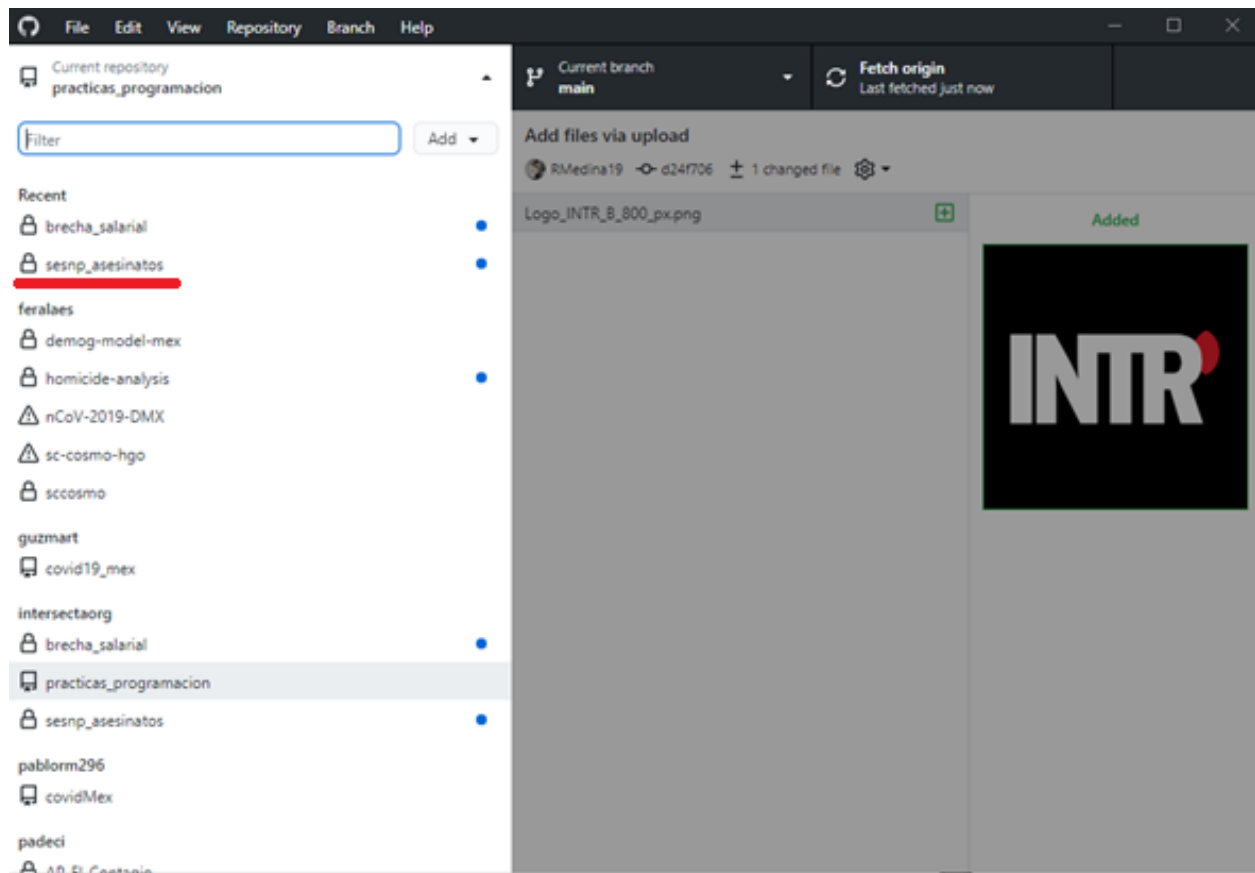 File Edit View Repository Branch Help
Current repository
practicas_programacion
Current branch
main
Fetch origin
Last fetched just now
Filter
Add
Add files via upload
RMedina19 d24f706 1 changed file
Recent
brecha_salarial
sesnp_asesinatos
feralaes
demog-model-mex
homicide-analysis
nCoV-2019-DMX
sc-cosmo-hgo
sccosmo
guzmart
covid19_mex
intersectaorg
brecha_salarial
practicas_programacion
sesnp_asesinatos
pablorm296
covidMex
padeci
Logo_INTR_B_800_px.png
Added
INTR